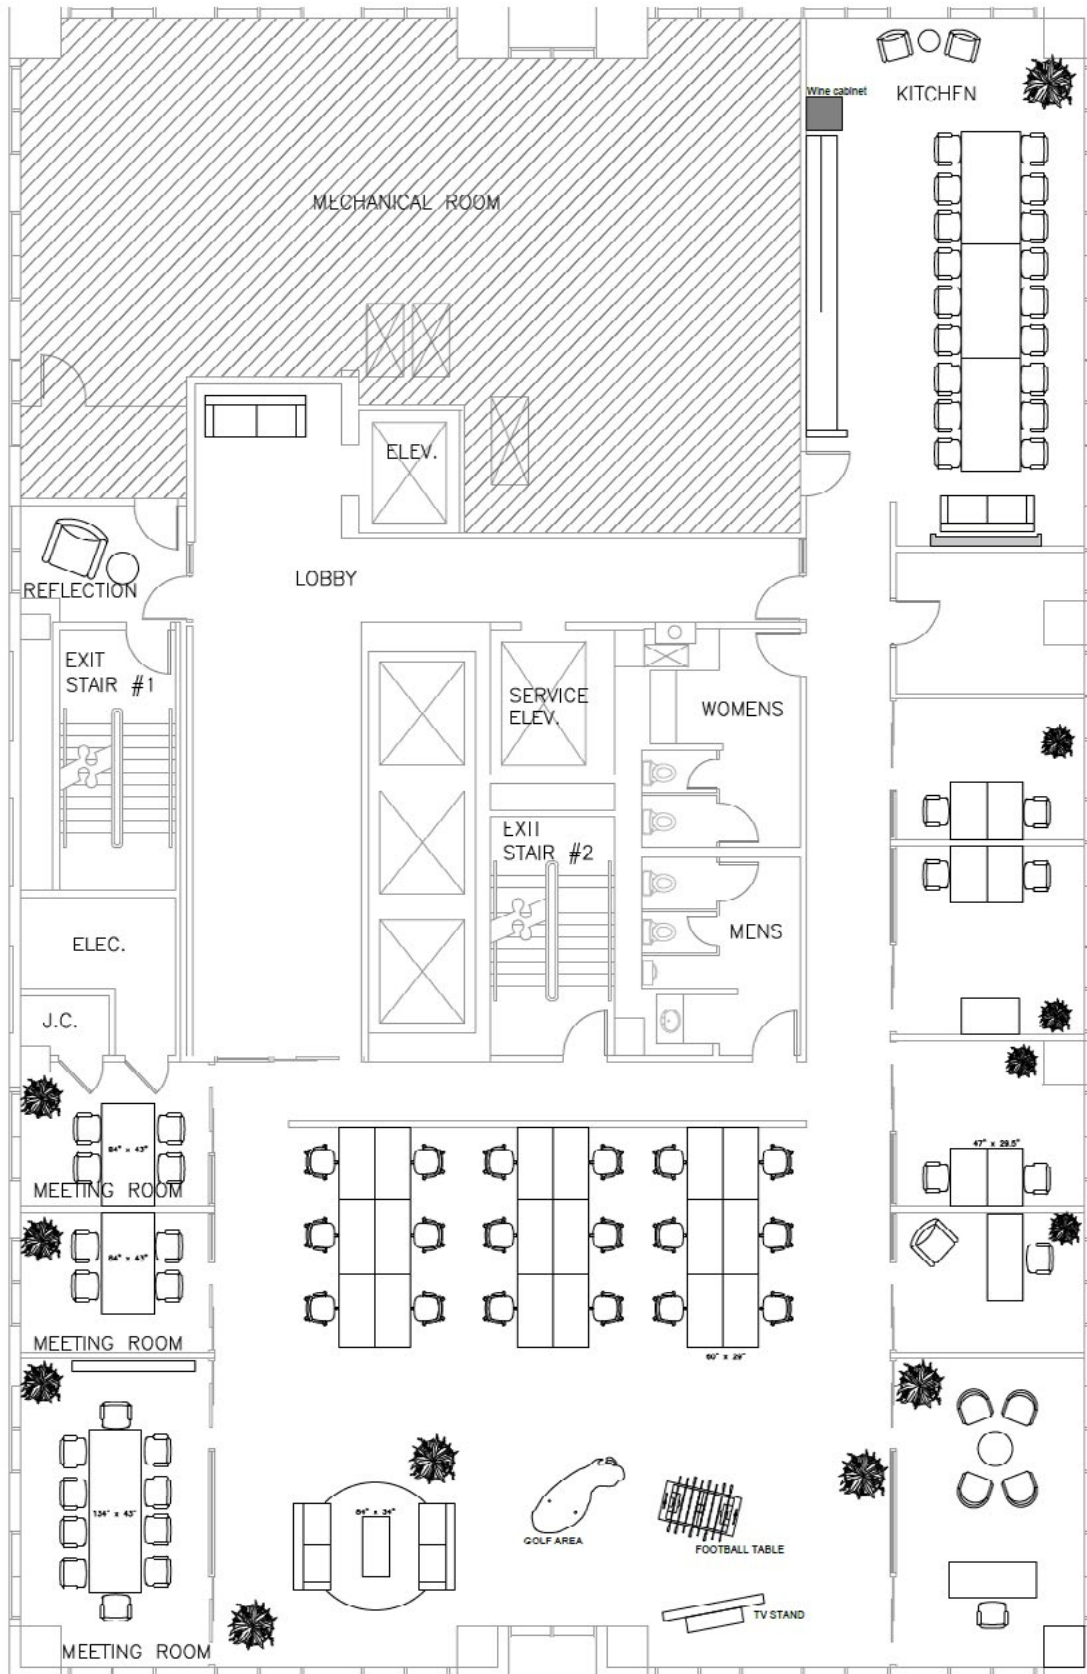 KITCHEN
Wine cabinet
MECHANICAL ROOM
ELEV.
LOBBY
REFLECTION
EXIT
STAIR #1
SERVICE
ELEV.
WOMENS
EXIT
STAIR #2
MENS
ELEC.
J.C.
84" x 43"
MEETING ROOM
47" x 29.5"
84" x 43"
MEETING ROOM
60" x 29"
134" x 43"
84" x 34"
GOLF AREA
FOOTBALL TABLE
TV STAND
MEETING ROOM